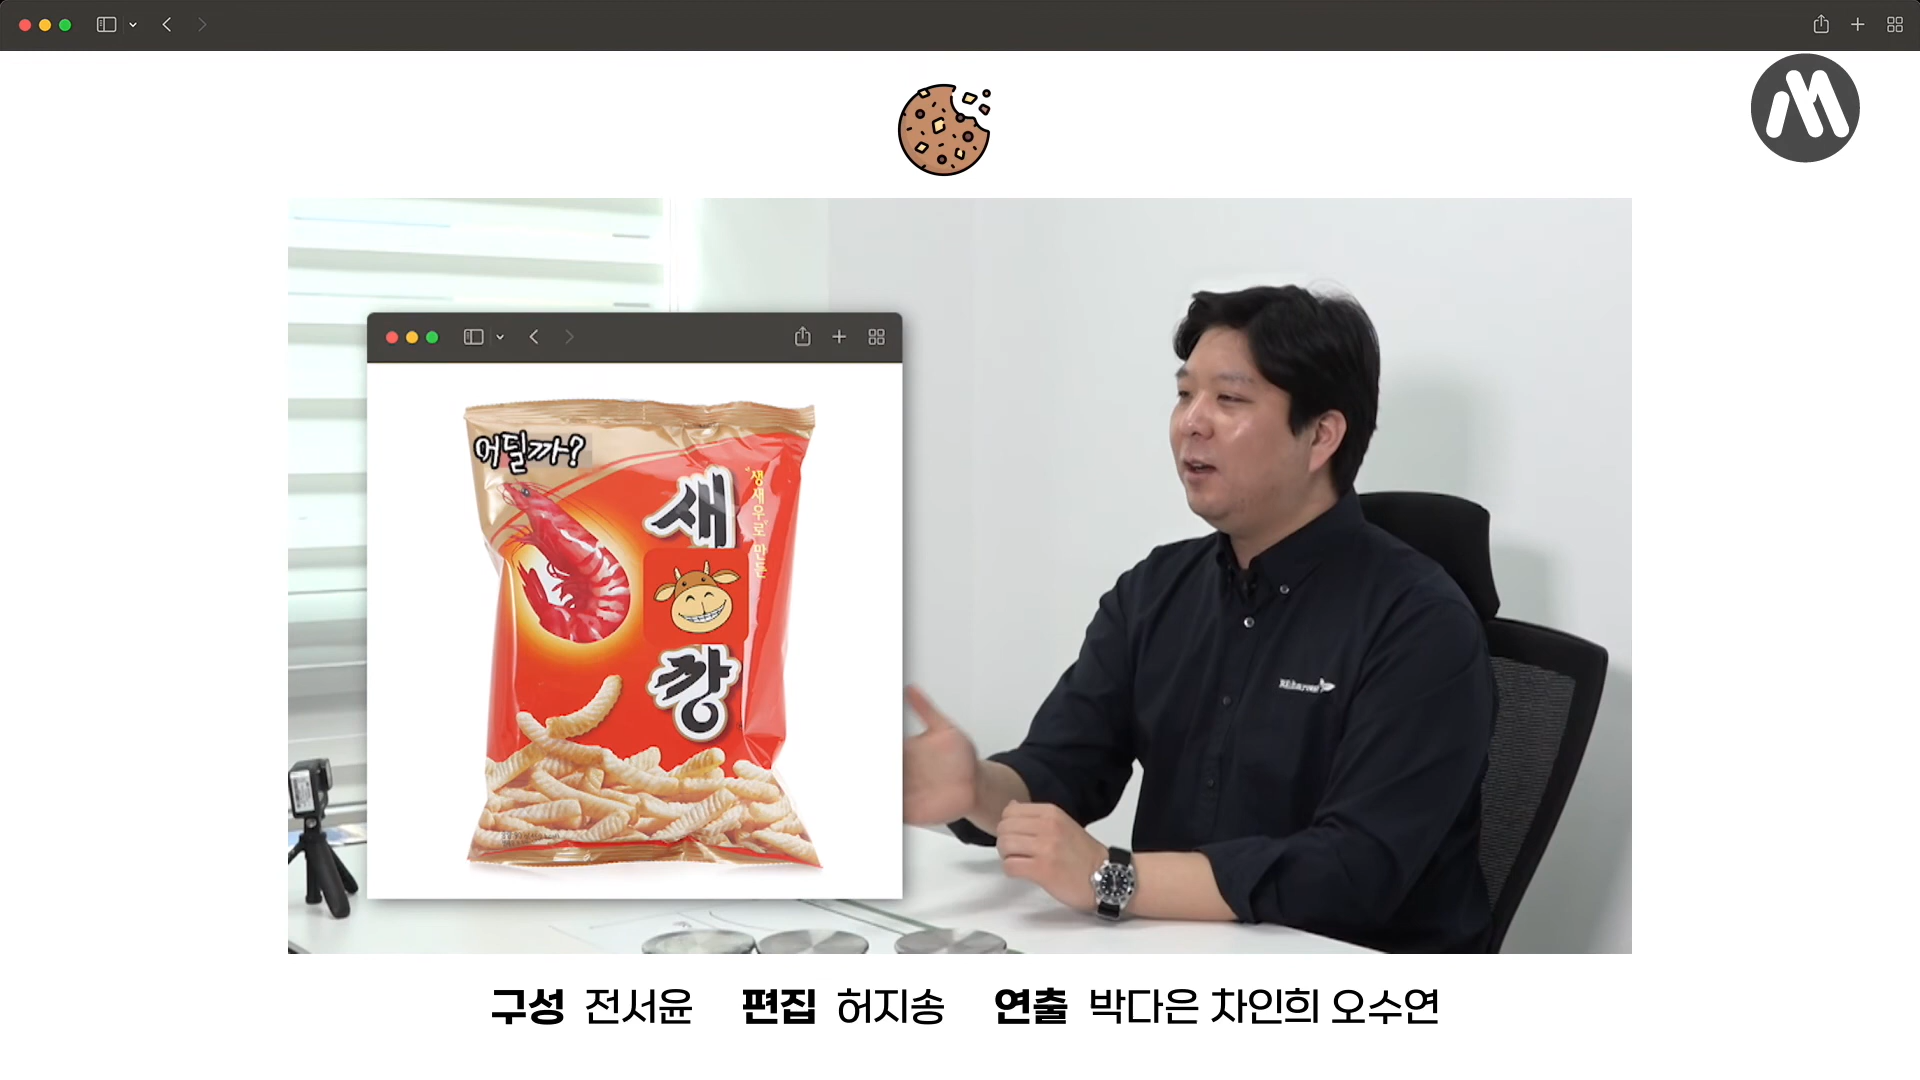 어딜까?
새
깡
"생새우로 만든"
REharvest
구성 전서윤 편집 허지송 연출 박다은 차인희 오수연